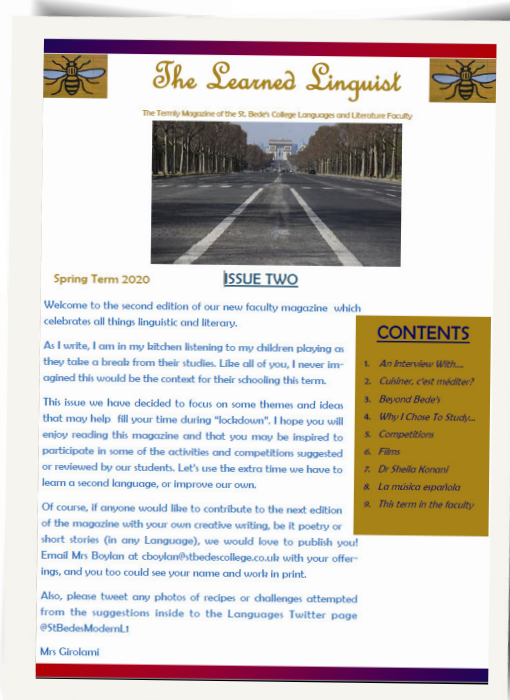 The Learned Linguist
The Termly Magazine of the St. Bede's College Languages and Literature Faculty
Spring Term 2020
ISSUE TWO
Welcome to the second edition of our new faculty magazine which
celebrates all things linguistic and literary.
As I write, I am in my kitchen listening to my children playing as
they take a break from their studies. Like all of you, I never im-
agined this would be the context for their schooling this term.
This issue we have decided to focus on some themes and ideas
that may help fill your time during "lockdown". I hope you will
enjoy reading this magazine and that you may be inspired to
participate in some of the activities and competitions suggested
or reviewed by our students. Let's use the extra time we have to
learn a second language, or improve our own.
Of course, if anyone would like to contribute to the next edition
of the magazine with your own creative writing, be it poetry or
short stories (in any Language), we would love to publish you!
Email Mrs Boylan at cboylan@stbedescollege.co.uk with your offer-
ings, and you too could see your name and work in print.
Also, please tweet any photos of recipes or challenges attempted
from the suggestions inside to the Languages Twitter page
@StBedesModernL1
Mrs Girolami
CONTENTS
1. An Interview With....
2. Cuisiner, c'est méditer?
3. Beyond Bede's
4. Why I Chose To Study...
5. Competitions
6. Films
7. Dr Sheila Kanani
8. La música española
9. This term in the faculty